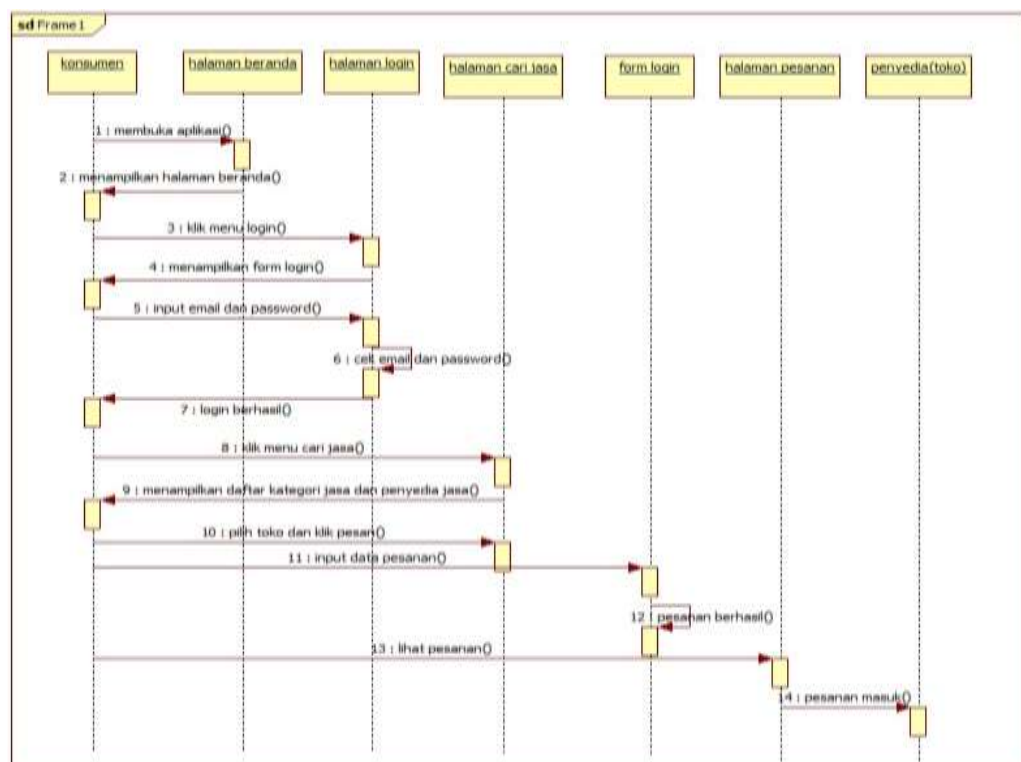 sd Frame1
konsumen
halaman beranda
halaman login
halaman cari jasa
form login
halaman pesanan
penyedia(toko)
1 : membuka aplikasi()
2 : menampilkan halaman beranda()
3 : klik menu login()
4 : menampilkan form login()
5 : input email dan password()
6 : cek email dan password()
7 : login berhasil()
8 : klik menu cari jasa()
9 : menampilkan daftar kategori jasa dan penyedia jasa()
10 : pilih toko dan klik pesan()
11 : input data pesanan()
12 : pesanan berhasil()
13 : lihat pesanan()
14 : pesanan masuk()